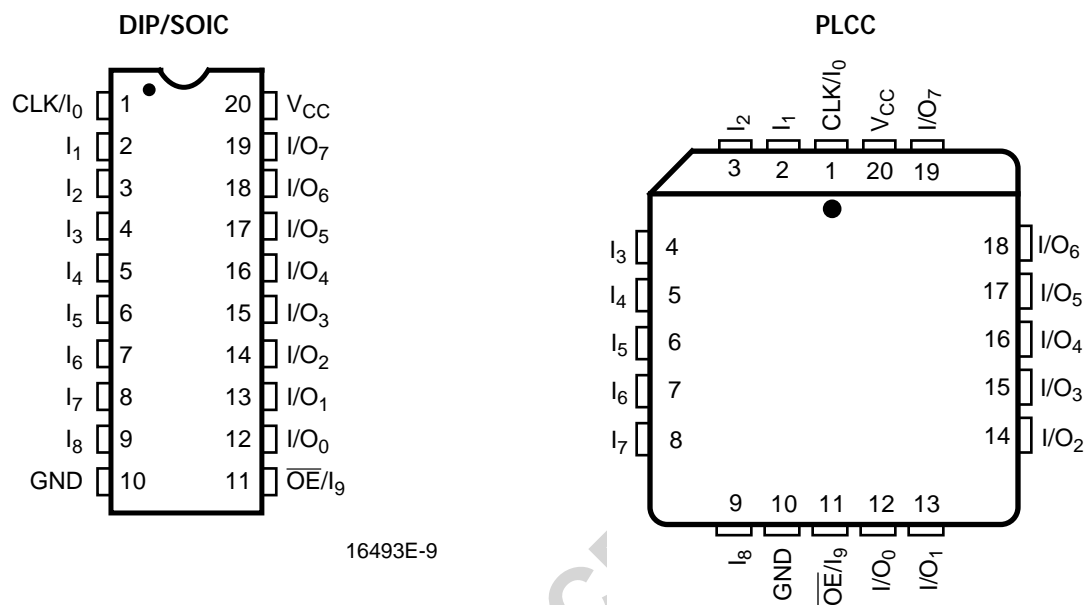 DIP/SOIC
CLK/I0 1 20 VCC
I1 2 19 I/O7
I2 3 18 I/O6
I3 4 17 I/O5
I4 5 16 I/O4
I5 6 15 I/O3
I6 7 14 I/O2
I7 8 13 I/O1
I8 9 12 I/O0
GND 10 11 O̅E̅/I9
16493E-9
PLCC
I2 I1 CLK/I0 VCC I/O7
3 2 1 20 19
I3 4 18 I/O6
I4 5 17 I/O5
I5 6 16 I/O4
I6 7 15 I/O3
I7 8 14 I/O2
9 10 11 12 13
I8 GND O̅E̅/I9 I/O0 I/O1